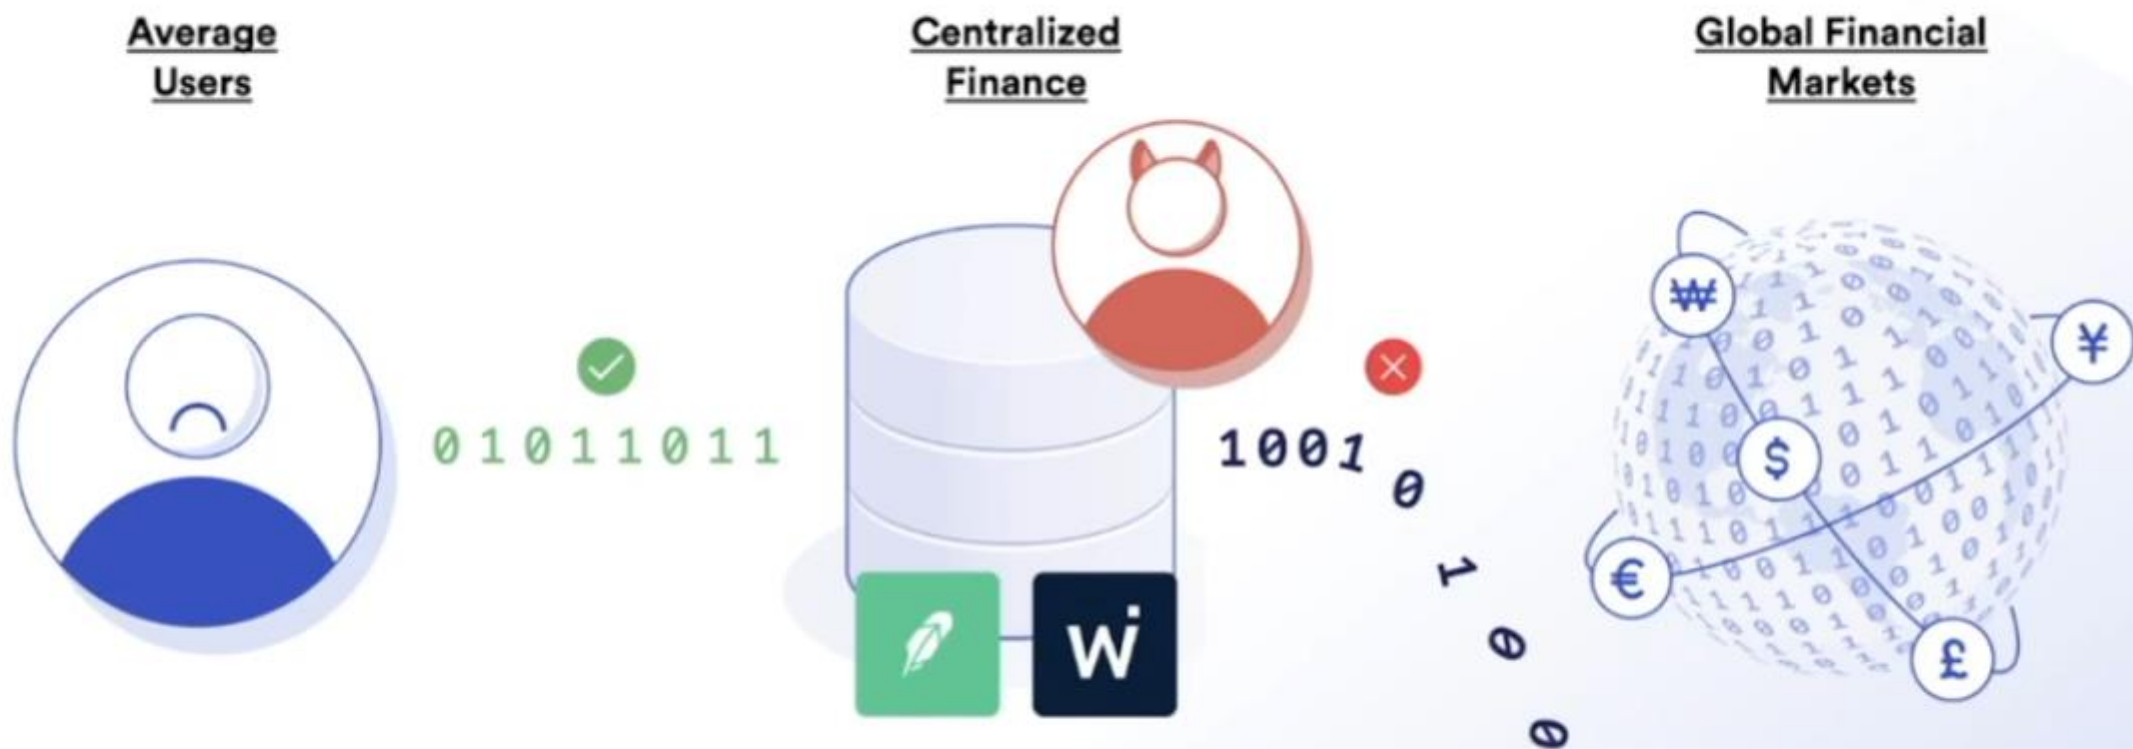 Average
Users
Centralized
Finance
Global Financial
Markets
01011011
1001
0
1
0
0
₩
¥
$
€
£
W